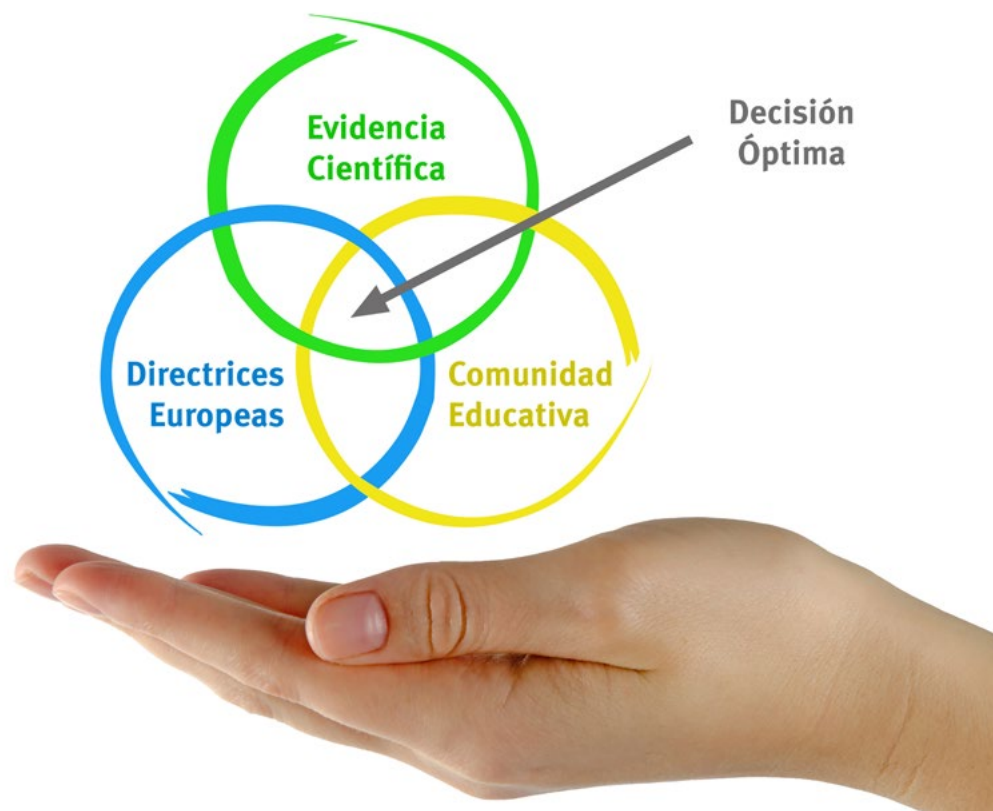 Evidencia
Científica
Decisión
Óptima
Directrices
Europeas
Comunidad
Educativa